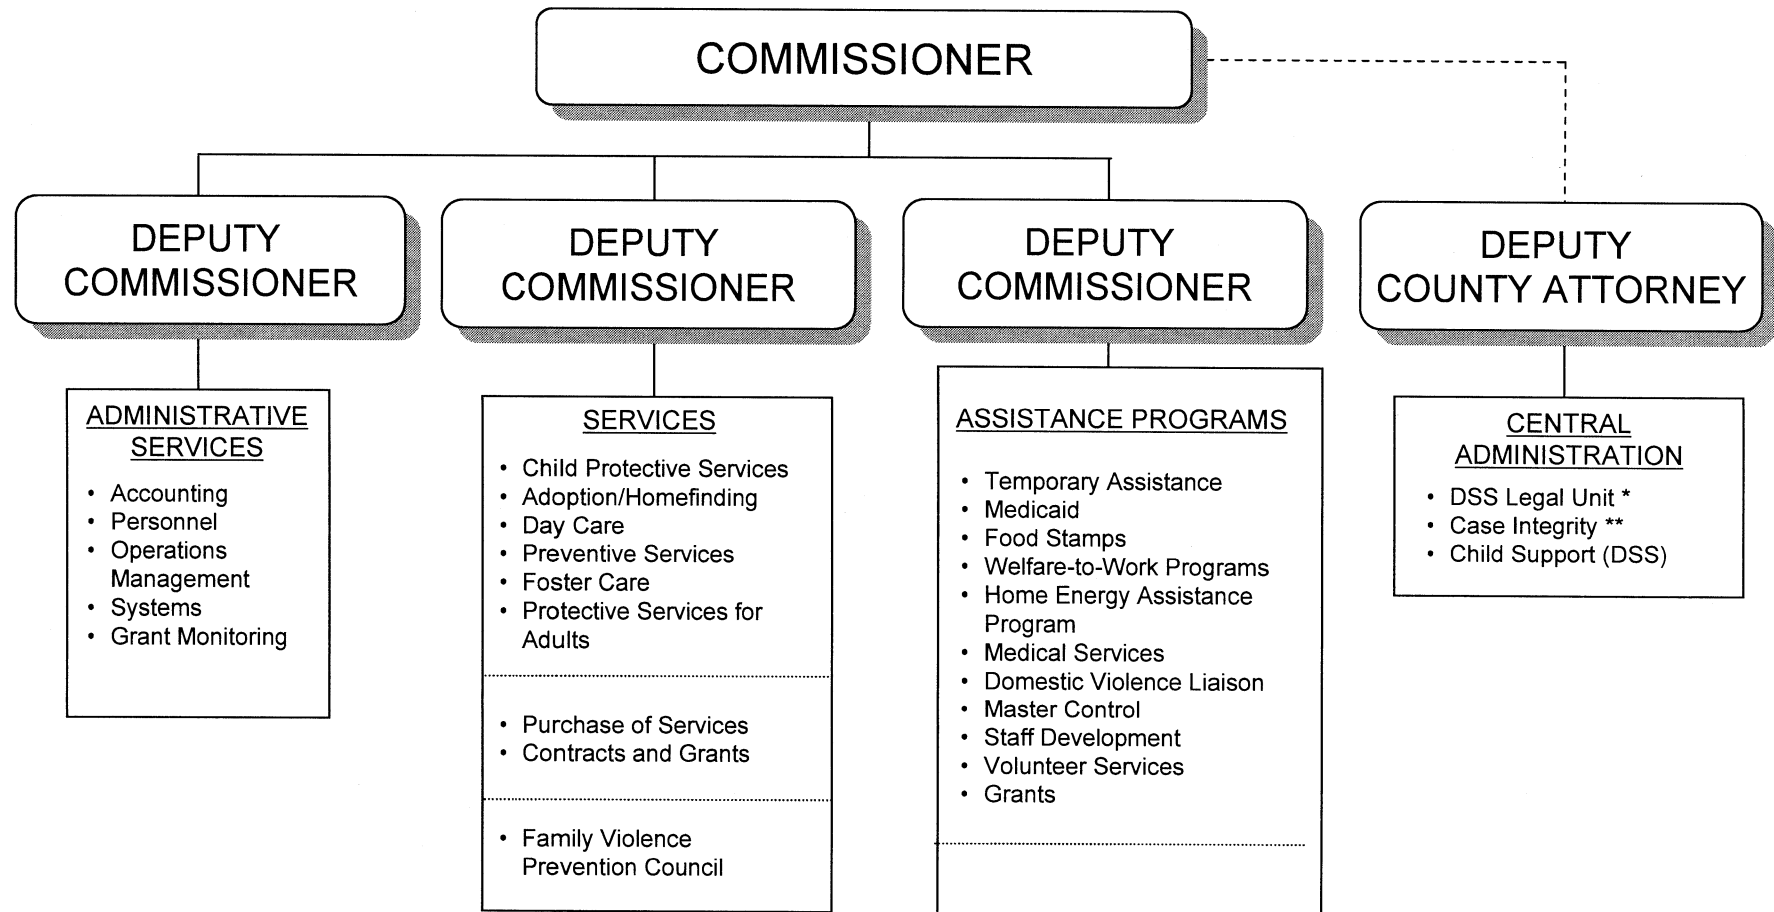 COMMISSIONER
DEPUTY
COMMISSIONER
DEPUTY
COMMISSIONER
DEPUTY
COMMISSIONER
DEPUTY
COUNTY ATTORNEY
ADMINISTRATIVE
SERVICES
• Accounting
• Personnel
• Operations
Management
• Systems
• Grant Monitoring
SERVICES
• Child Protective Services
• Adoption/Homefinding
• Day Care
• Preventive Services
• Foster Care
• Protective Services for
Adults
• Purchase of Services
• Contracts and Grants
• Family Violence
Prevention Council
ASSISTANCE PROGRAMS
• Temporary Assistance
• Medicaid
• Food Stamps
• Welfare-to-Work Programs
• Home Energy Assistance
Program
• Medical Services
• Domestic Violence Liaison
• Master Control
• Staff Development
• Volunteer Services
• Grants
CENTRAL
ADMINISTRATION
• DSS Legal Unit *
• Case Integrity **
• Child Support (DSS)